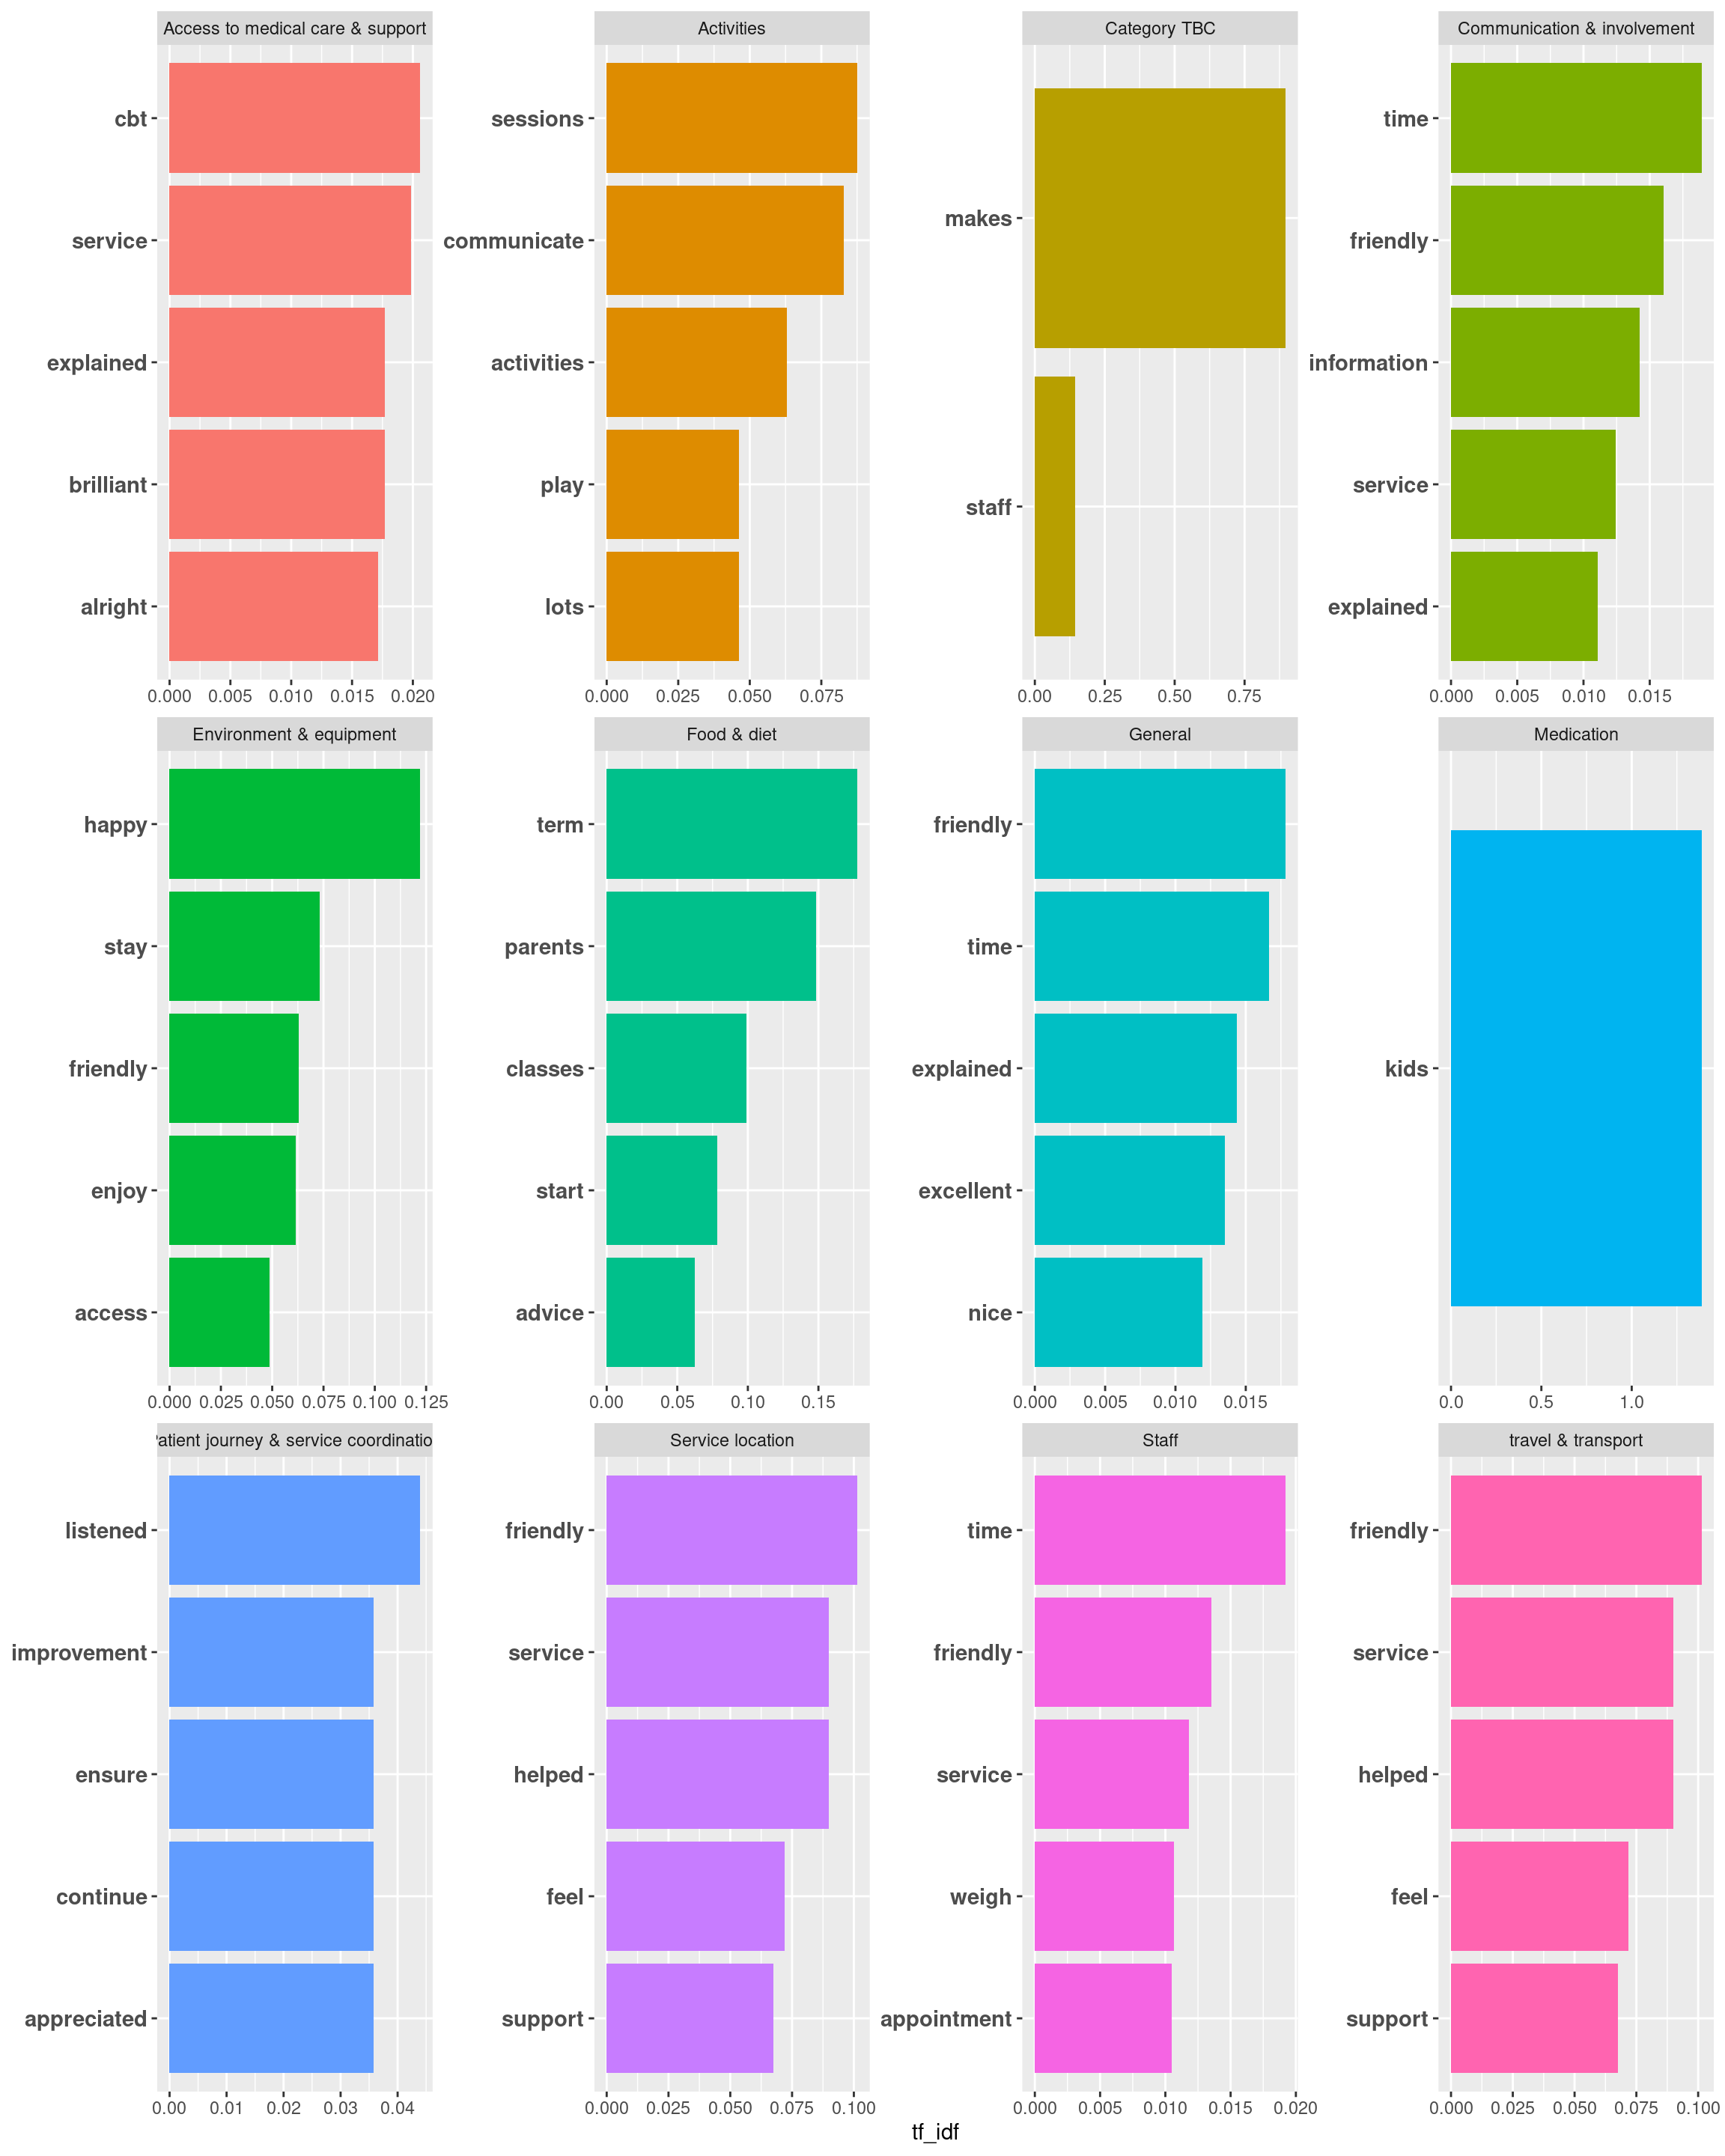 Access to medical care & support
cbt
service
explained
brilliant
alright
0.000 0.005 0.010 0.015 0.020
Activities
sessions
communicate
activities
play
lots
0.000 0.025 0.050 0.075
Category TBC
makes
staff
0.00 0.25 0.50 0.75
Communication & involvement
time
friendly
information
service
explained
0.000 0.005 0.010 0.015
Environment & equipment
happy
stay
friendly
enjoy
access
0.000 0.025 0.050 0.075 0.100 0.125
Food & diet
term
parents
classes
start
advice
0.00 0.05 0.10 0.15
General
friendly
time
explained
excellent
nice
0.000 0.005 0.010 0.015
Medication
kids
0.0 0.5 1.0
atient journey & service coordinatio
listened
improvement
ensure
continue
appreciated
0.00 0.01 0.02 0.03 0.04
Service location
friendly
service
helped
feel
support
0.000 0.025 0.050 0.075 0.100
Staff
time
friendly
service
weigh
appointment
0.000 0.005 0.010 0.015 0.020
travel & transport
friendly
service
helped
feel
support
0.000 0.025 0.050 0.075 0.100
tf_idf